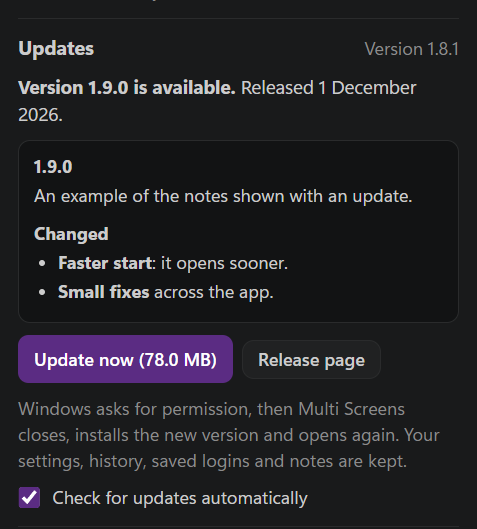 Updates
Version 1.8.1
Version 1.9.0 is available. Released 1 December
2026.
1.9.0
An example of the notes shown with an update.
Changed
• Faster start: it opens sooner.
• Small fixes across the app.
Update now (78.0 MB)
Release page
Windows asks for permission, then Multi Screens
closes, installs the new version and opens again. Your
settings, history, saved logins and notes are kept.
Check for updates automatically